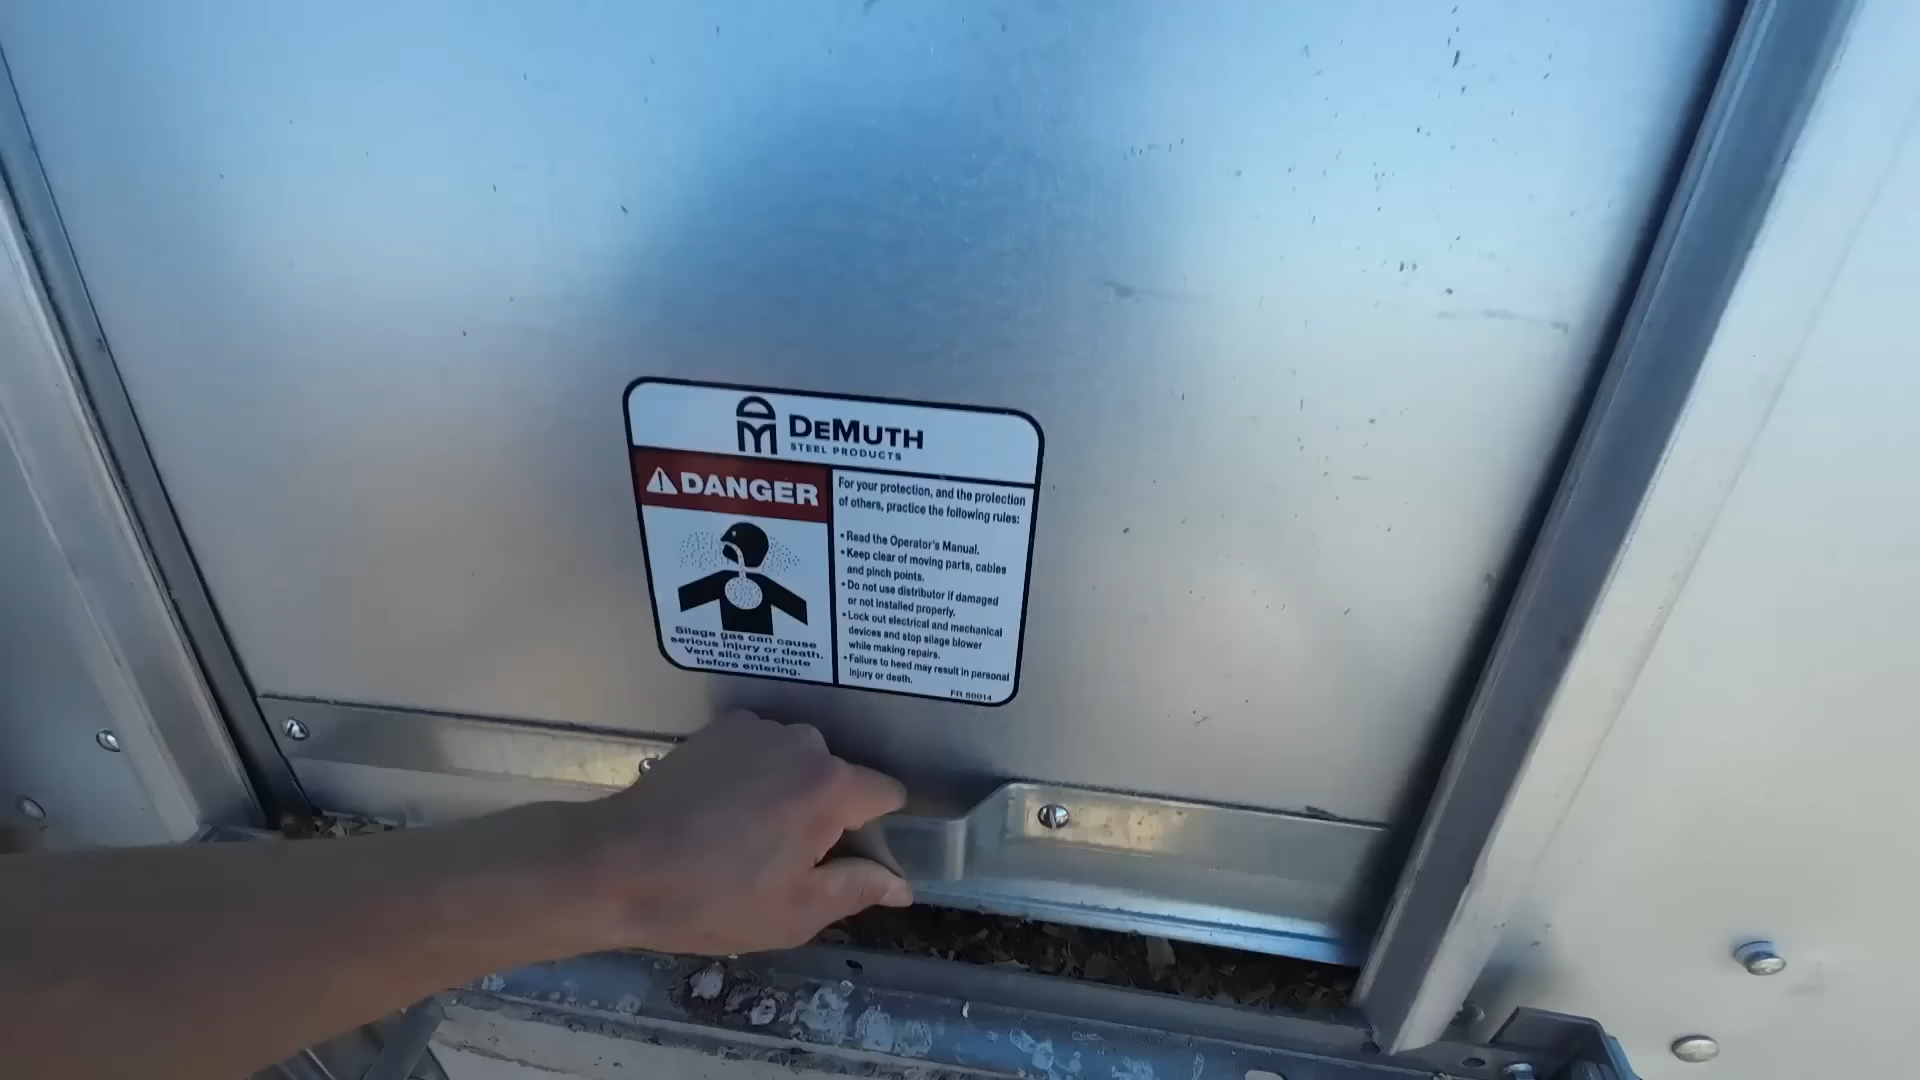 DEMUTH
STEEL PRODUCTS
DANGER
Silage gas can cause
serious injury or death.
Vent silo and chute
before entering.
For your protection, and the protection
of others, practice the following rules:
• Read the Operator's Manual.
• Keep clear of moving parts, cables
and pinch points.
• Do not use distributor if damaged
or not installed properly.
• Lock out electrical and mechanical
devices and stop silage blower
while making repairs.
• Failure to heed may result in personal
injury or death.
FR 50014